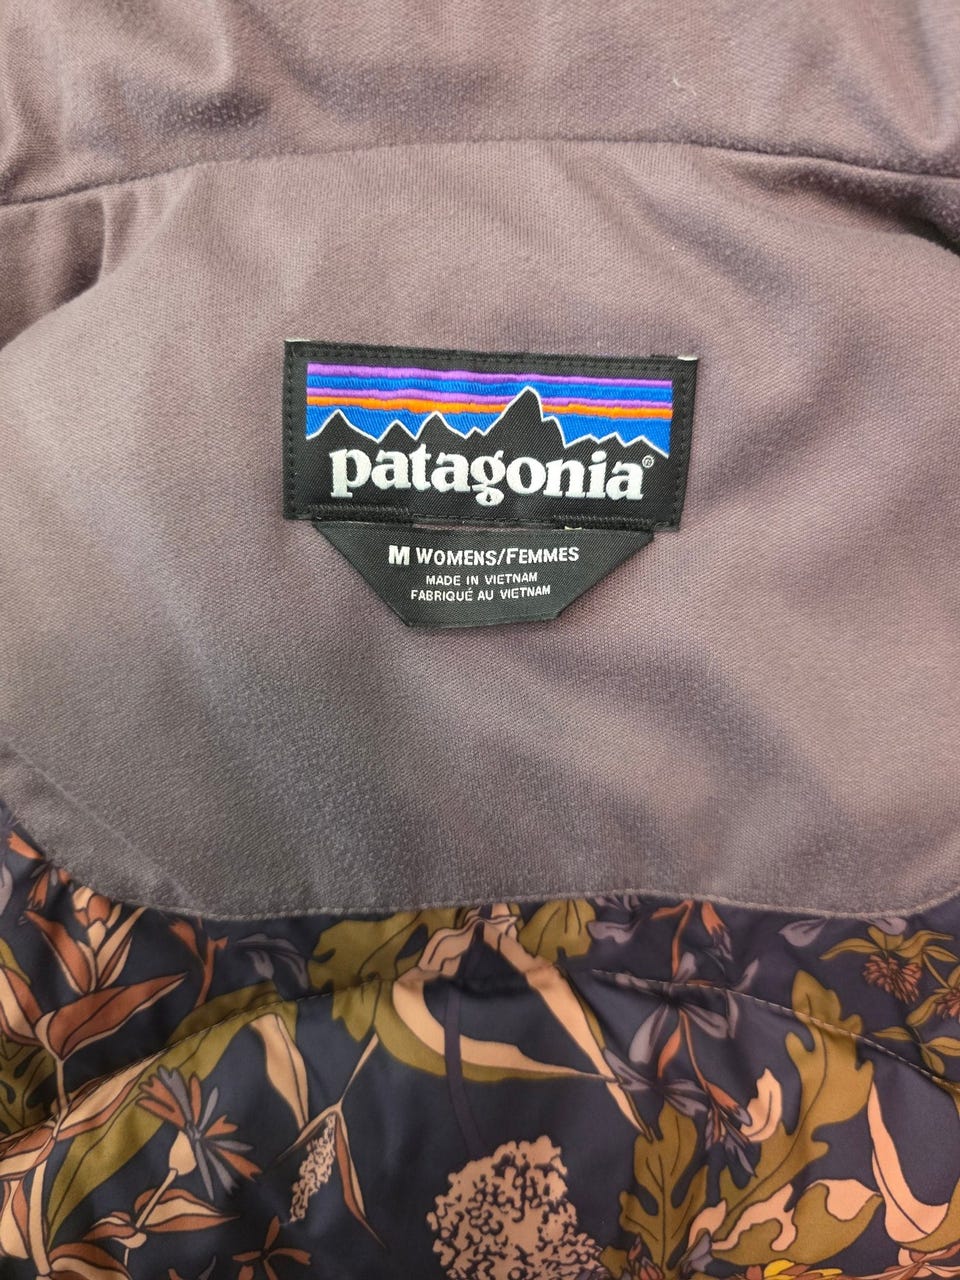 patagonia®
M WOMENS/FEMMES
MADE IN VIETNAM
FABRIQUÉ AU VIETNAM